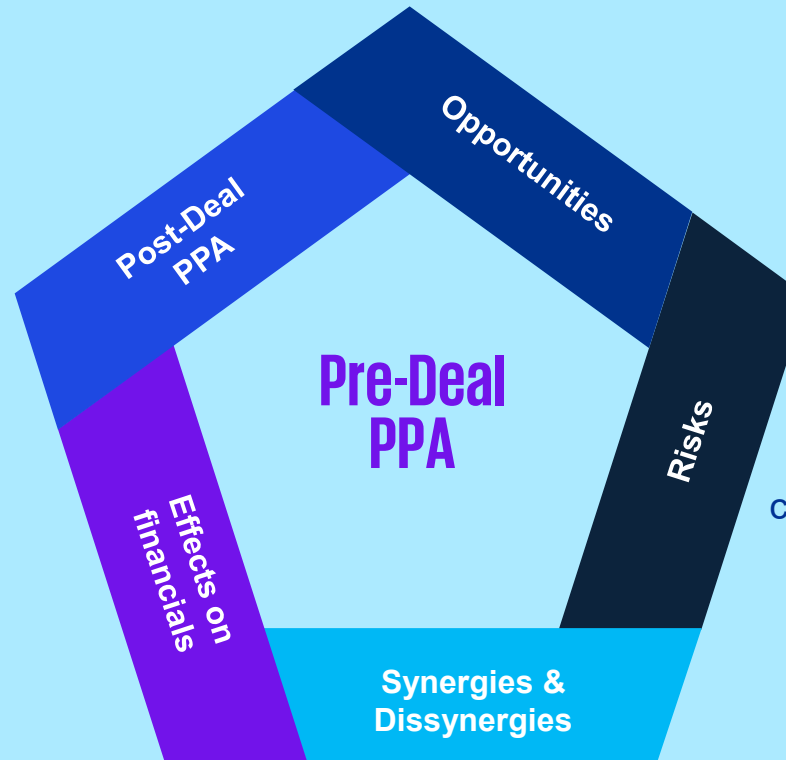 Opportunities
Post-Deal
PPA
Pre-Deal
PPA
Risks
Effects on
financials
Synergies &
Dissynergies